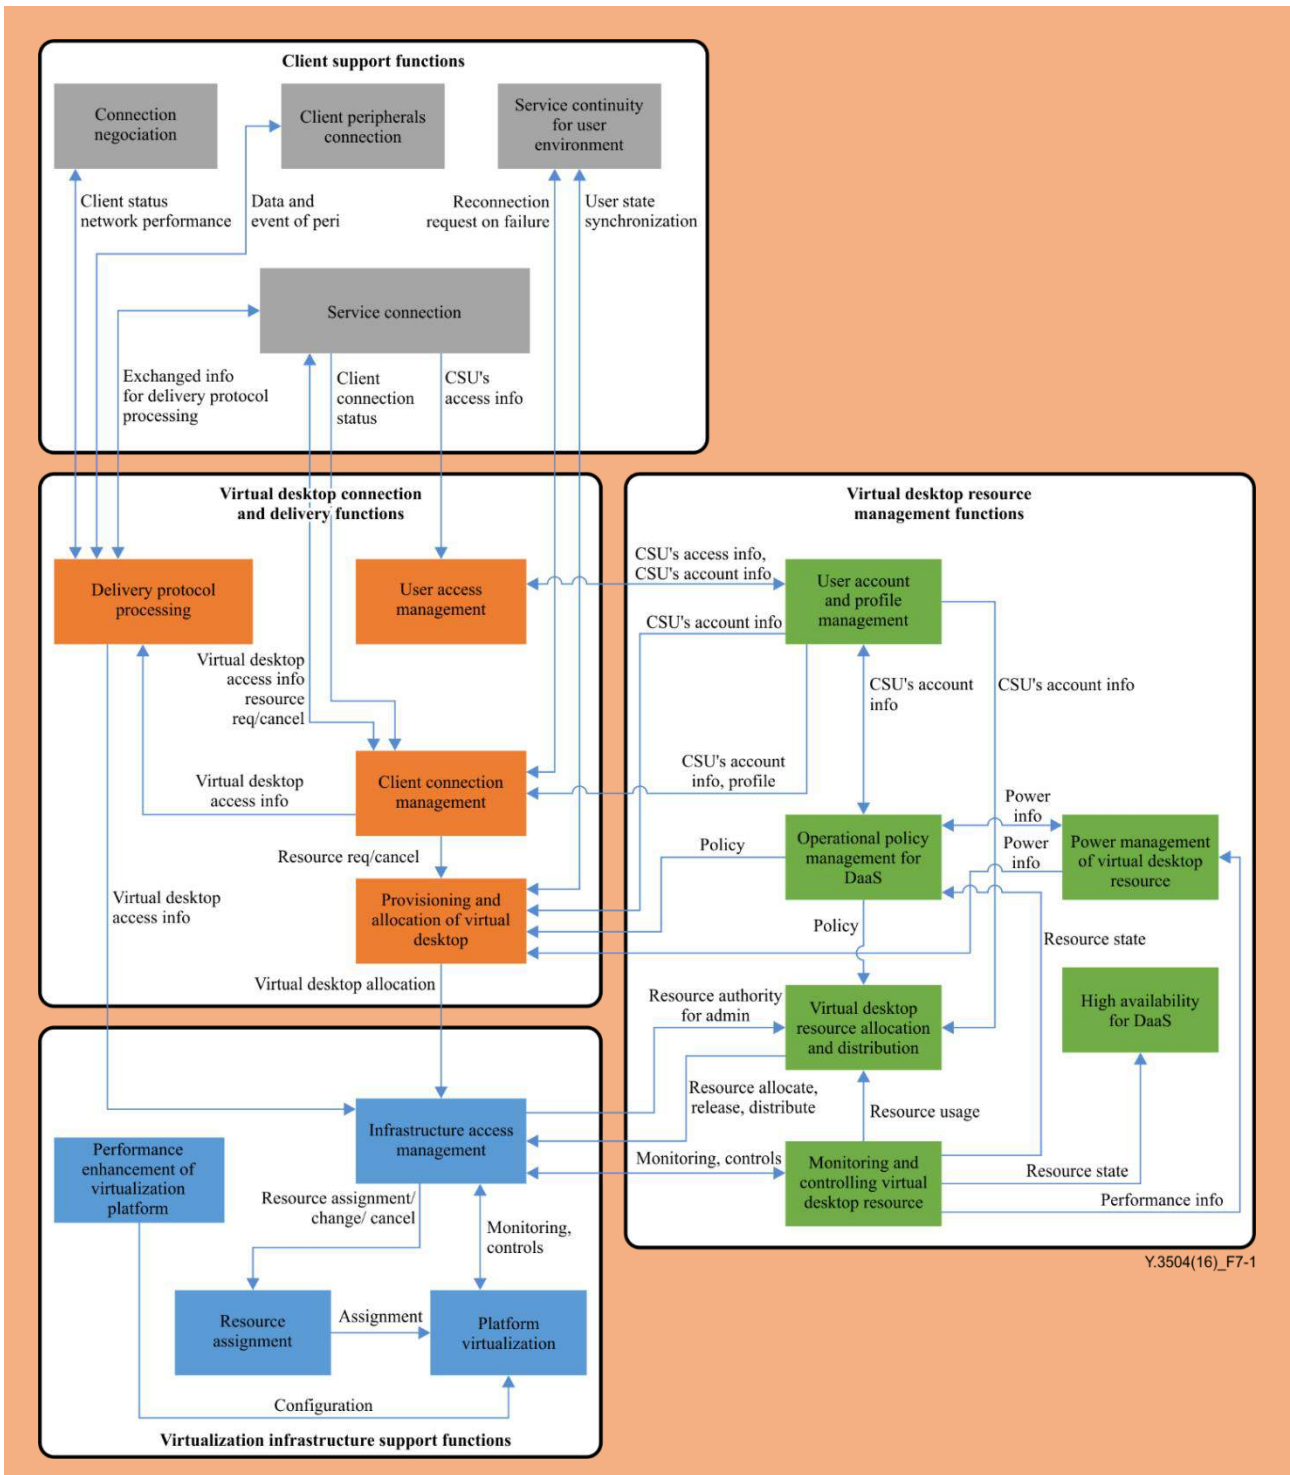 Client support functions
Connection
negociation
Client peripherals
connection
Service continuity
for user
environment
Client status
network performance
Data and
event of peri
Reconnection
request on failure
User state
synchronization
Service connection
Exchanged info
for delivery protocol
processing
Client
connection
status
CSU's
access info
Virtual desktop connection
and delivery functions
Delivery protocol
processing
User access
management
Virtual desktop
access info
resource
req/cancel
Virtual desktop
access info
Client connection
management
Resource req/cancel
Virtual desktop
access info
Provisioning and
allocation of virtual
desktop
Virtual desktop allocation
Virtual desktop resource
management functions
CSU's access info,
CSU's account info
User account
and profile
management
CSU's account info
CSU's account
info
CSU's account info
CSU's account
info, profile
Power
info
Policy
Operational policy
management for
DaaS
Power
info
Power management
of virtual desktop
resource
Policy
Resource state
Resource authority
for admin
Virtual desktop
resource allocation
and distribution
High availability
for DaaS
Resource allocate,
release, distribute
Resource usage
Monitoring, controls
Monitoring and
controlling virtual
desktop resource
Resource state
Performance info
Y.3504(16)_F7-1
Infrastructure access
management
Performance
enhancement of
virtualization
platform
Resource assignment/
change/ cancel
Monitoring,
controls
Resource
assignment
Assignment
Platform
virtualization
Configuration
Virtualization infrastructure support functions